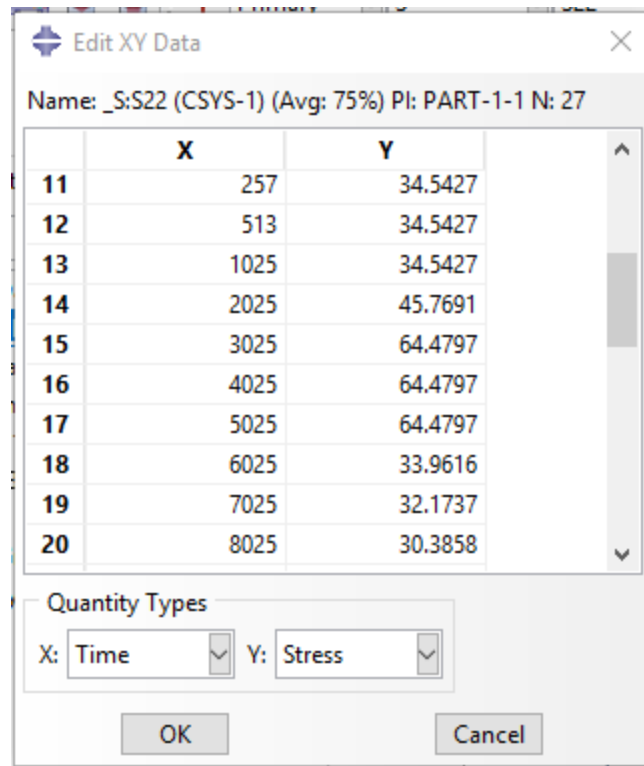 Edit XY Data
Name: _S:S22 (CSYS-1) (Avg: 75%) PI: PART-1-1 N: 27
X Y
11 257 34.5427
12 513 34.5427
13 1025 34.5427
14 2025 45.7691
15 3025 64.4797
16 4025 64.4797
17 5025 64.4797
18 6025 33.9616
19 7025 32.1737
20 8025 30.3858
Quantity Types
X: Time Y: Stress
OK Cancel